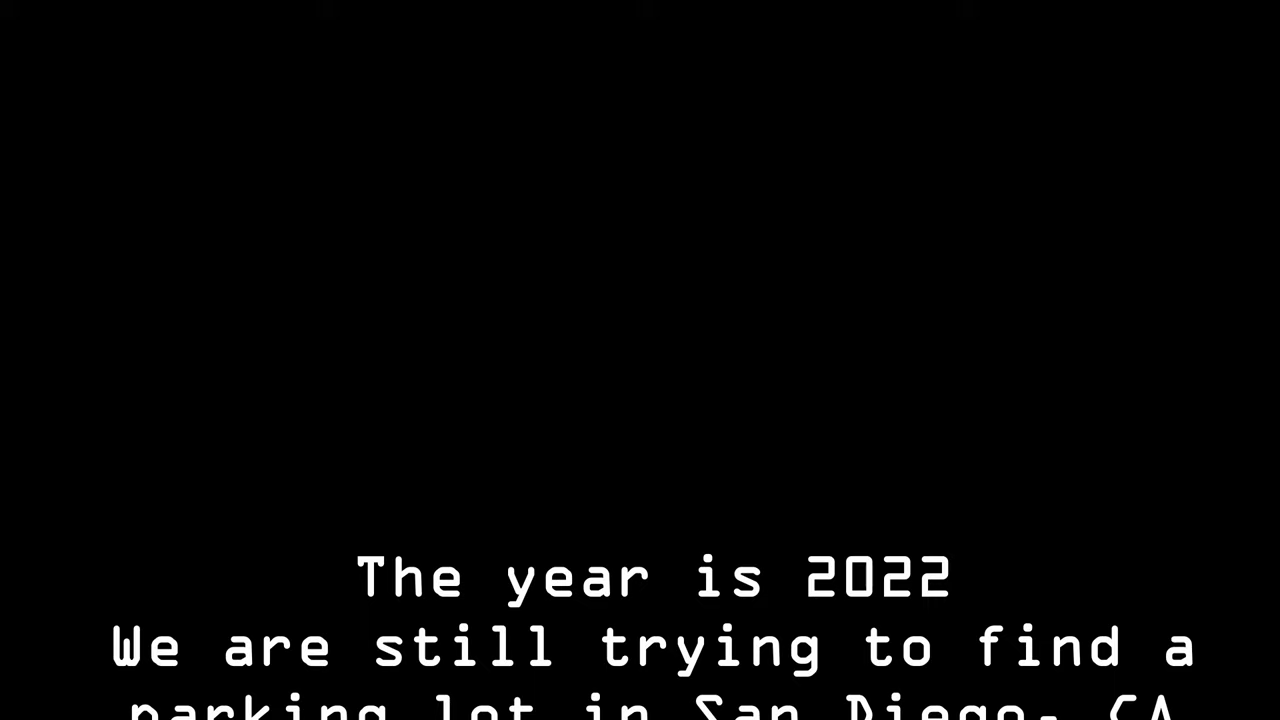 The year is 2022
We are still trying to find a
parking lot in San Diego, CA